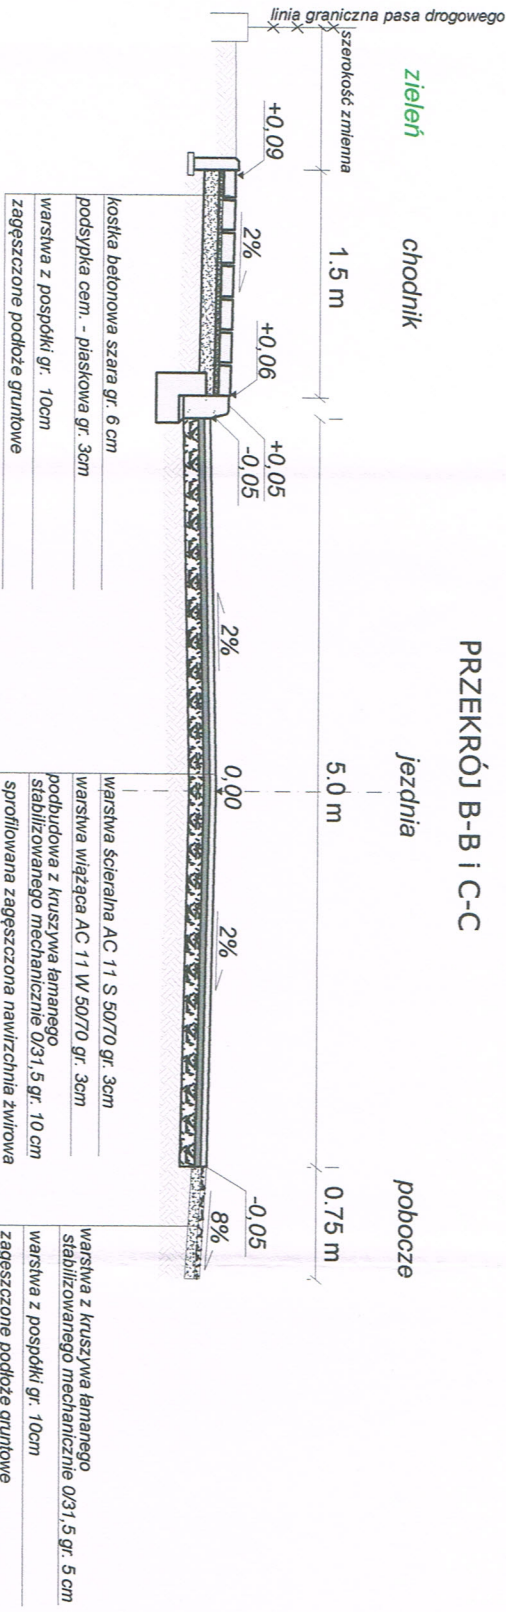 PRZEKRÓJ B-B i C-C
zieleń
chodnik
jezdnia
pobocze
linia graniczna pasa drogowego
szerokość zmienna
1.5 m
5.0 m
0.75 m
+0,09
2%
+0,06
+0,05
-0,05
2%
0,00
2%
-0,05
8%
kostka betonowa szara gr. 6 cm
podsypka cem. - piaskowa gr. 3cm
warstwa z pospółki gr. 10cm
zagęszczone podłoże gruntowe
warstwa ścieralna AC 11 S 50/70 gr. 3cm
warstwa wiążąca AC 11 W 50/70 gr. 3cm
podbudowa z kruszywa łamanego
stabilizowanego mechanicznie 0/31,5 gr. 10 cm
sprofilowana zagęszczona nawirzchnia żwirowa
warstwa z kruszywa łamanego
stabilizowanego mechanicznie 0/31,5 gr. 5 cm
warstwa z pospółki gr. 10cm
zagęszczone podłoże gruntowe